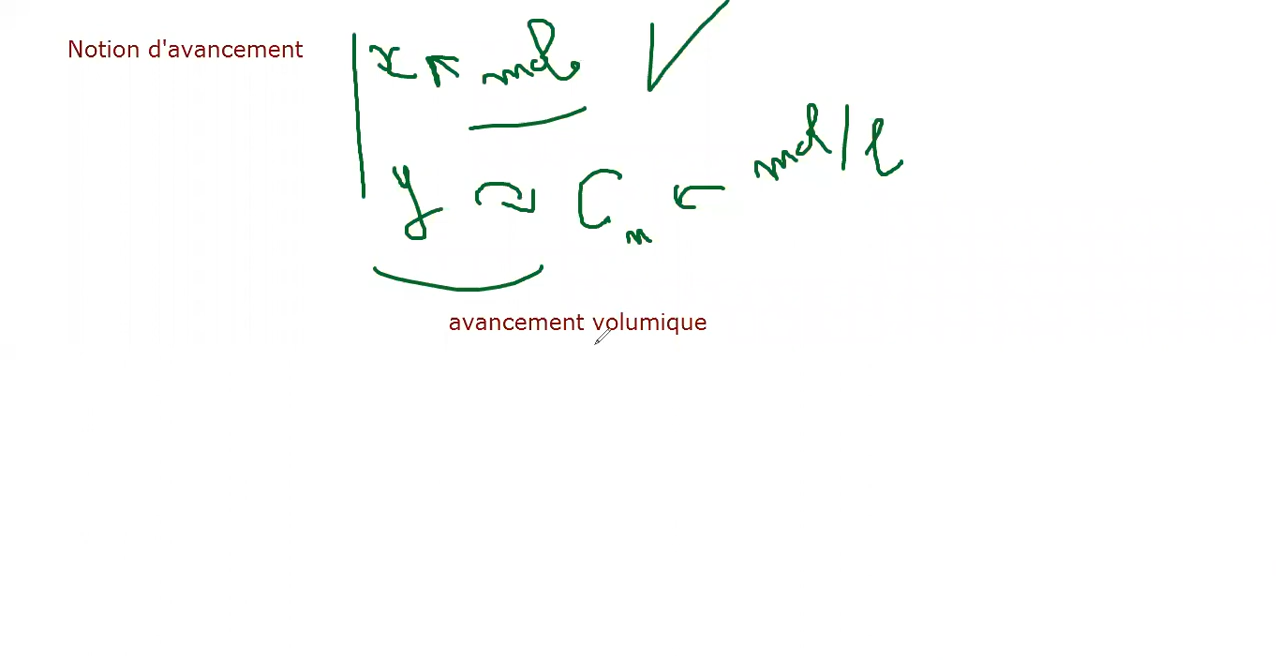 Notion d'avancement
x ← mol
y ~ Cm ← mol/l
avancement volumique